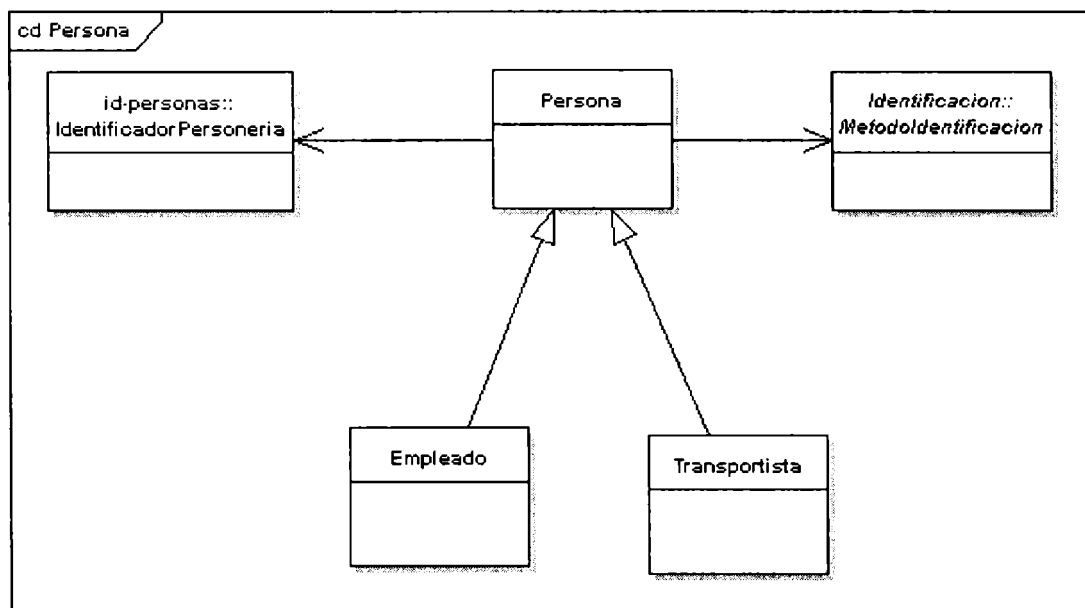 cd Persona
id-personas::
IdentificadorPersoneria
Persona
Identificacion::
MetodoIdentificacion
Empleado
Transportista